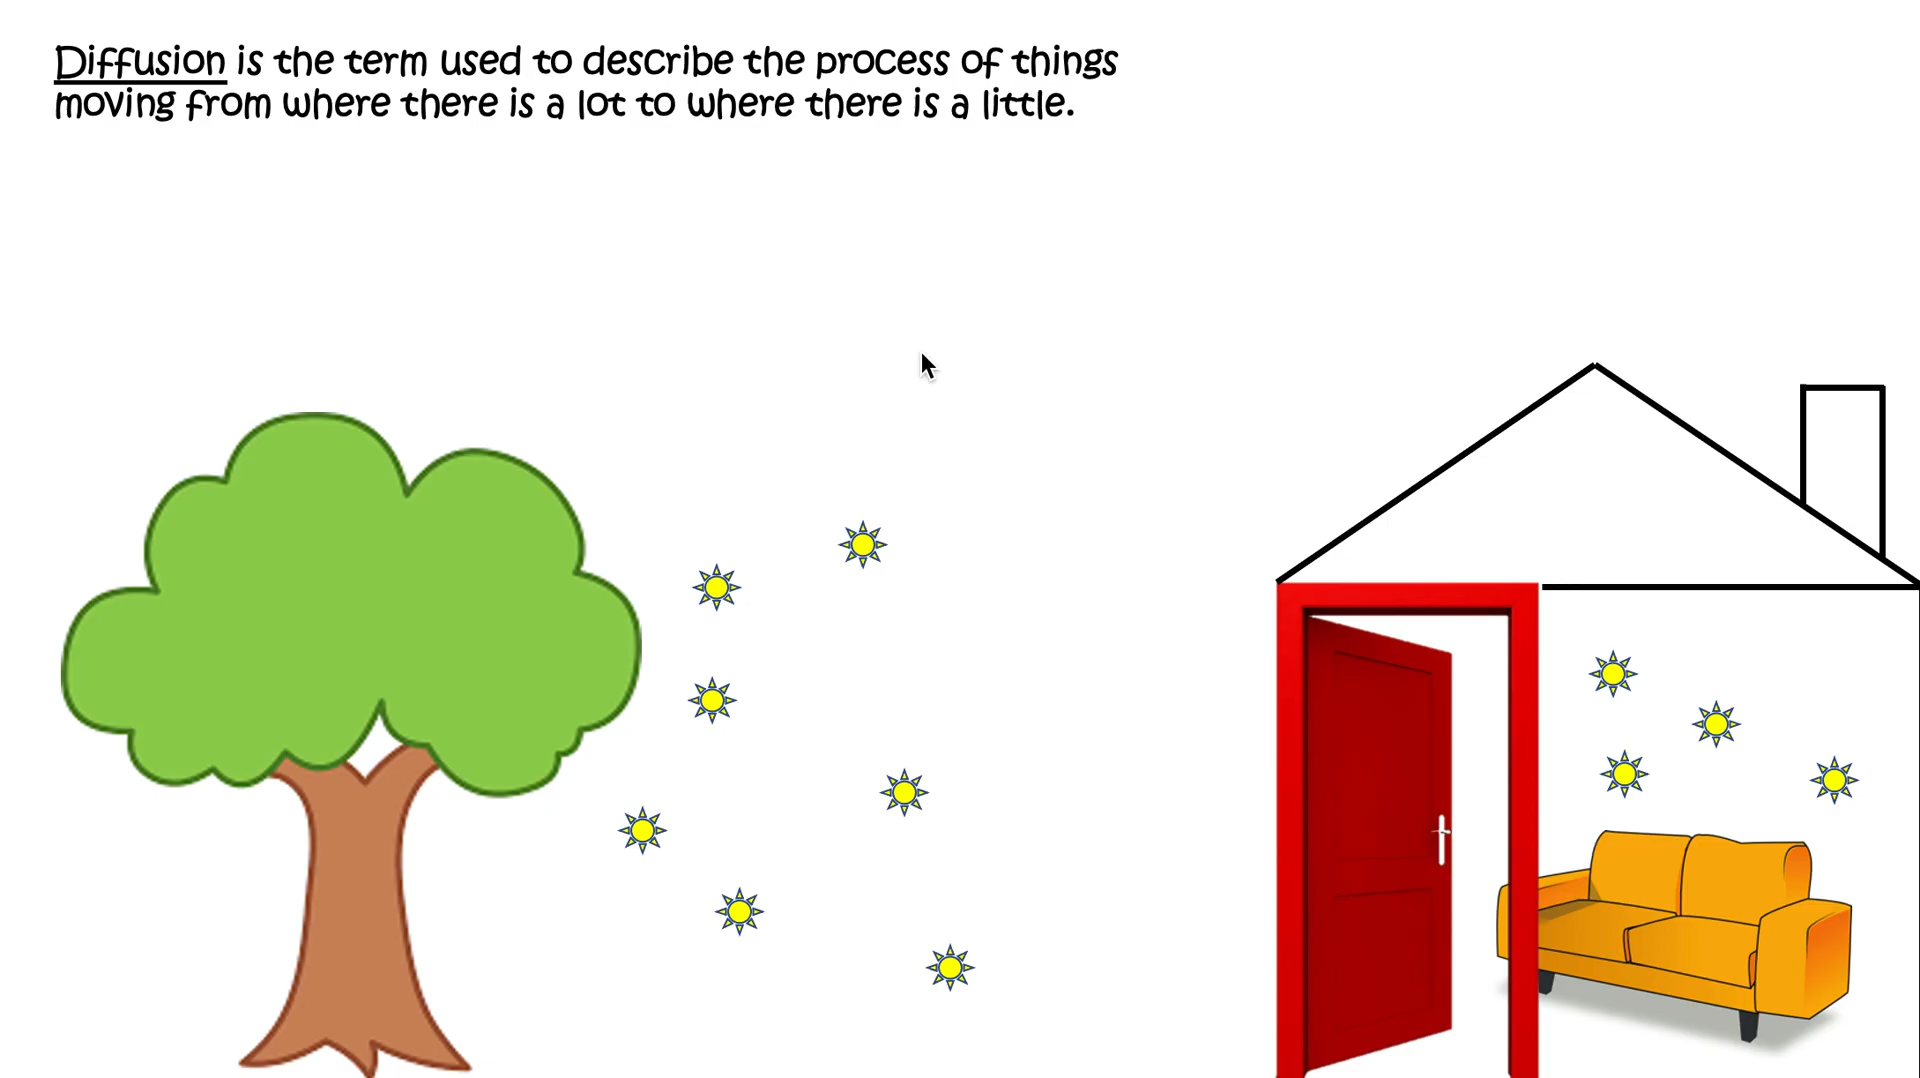 Diffusion is the term used to describe the process of things
moving from where there is a lot to where there is a little.